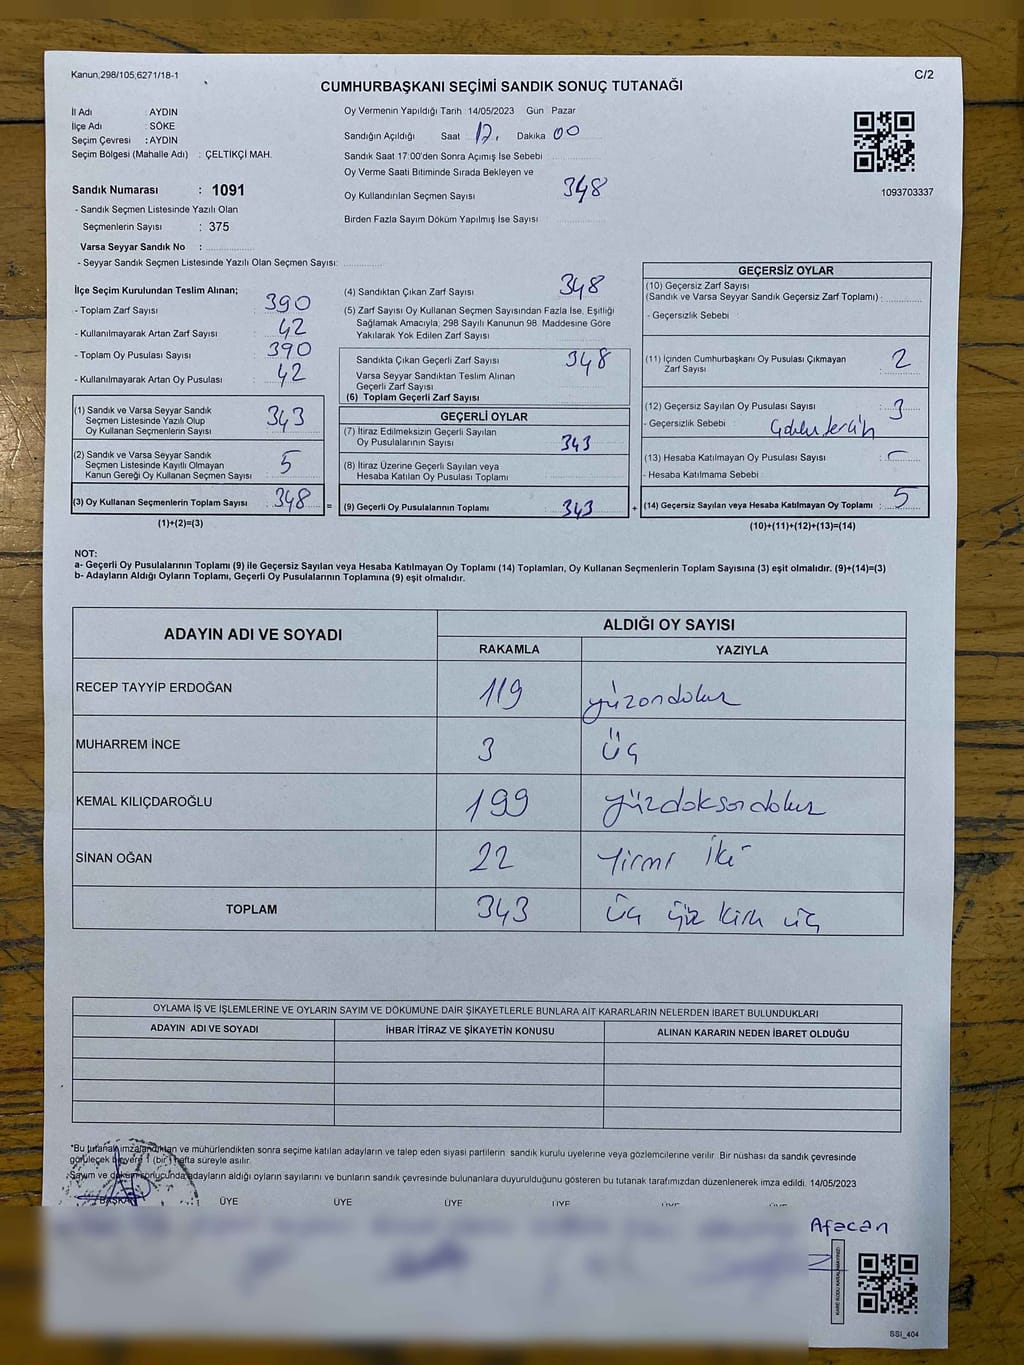 Kanun,298/105,6271/18-1
C/2
CUMHURBAŞKANI SEÇİMİ SANDIK SONUÇ TUTANAĞI
İl Adı : AYDIN
İlçe Adı : SÖKE
Seçim Çevresi : AYDIN
Seçim Bölgesi (Mahalle Adı) : ÇELTİKÇİ MAH.
Sandık Numarası : 1091
- Sandık Seçmen Listesinde Yazılı Olan
Seçmenlerin Sayısı : 375
Varsa Seyyar Sandık No :
- Seyyar Sandık Seçmen Listesinde Yazılı Olan Seçmen Sayısı:
Oy Vermenin Yapıldığı Tarih 14/05/2023 Gün Pazar
Sandığın Açıldığı Saat 17. Dakika 00
Sandık Saat 17:00'den Sonra Açımış İse Sebebi
Oy Verme Saati Bitiminde Sırada Bekleyen ve
Oy Kullandırılan Seçmen Sayısı 348
Birden Fazla Sayım Döküm Yapılmış İse Sayısı
1093703337
İlçe Seçim Kurulundan Teslim Alınan;
- Toplam Zarf Sayısı : 390
- Kullanılmayarak Artan Zarf Sayısı : 42
- Toplam Oy Pusulası Sayısı : 390
- Kullanılmayarak Artan Oy Pusulası : 42
(1) Sandık ve Varsa Seyyar Sandık
Seçmen Listesinde Yazılı Olup
Oy Kullanan Seçmenlerin Sayısı : 343
(2) Sandık ve Varsa Seyyar Sandık
Seçmen Listesinde Kayıtlı Olmayan
Kanun Gereği Oy Kullanan Seçmen Sayısı : 5
(3) Oy Kullanan Seçmenlerin Toplam Sayısı : 348 =
(1)+(2)=(3)
(4) Sandıktan Çıkan Zarf Sayısı : 348
(5) Zarf Sayısı Oy Kullanan Seçmen Sayısından Fazla İse, Eşitliği
Sağlamak Amacıyla, 298 Sayılı Kanunun 98. Maddesine Göre
Yakılarak Yok Edilen Zarf Sayısı
Sandıkta Çıkan Geçerli Zarf Sayısı : 348
Varsa Seyyar Sandıktan Teslim Alınan
Geçerli Zarf Sayısı
(6) Toplam Geçerli Zarf Sayısı
GEÇERLİ OYLAR
(7) İtiraz Edilmeksizin Geçerli Sayılan
Oy Pusulalarının Sayısı : 343
(8) İtiraz Üzerine Geçerli Sayılan veya
Hesaba Katılan Oy Pusulası Toplamı
(9) Geçerli Oy Pusulalarının Toplamı : 343 +
GEÇERSİZ OYLAR
(10) Geçersiz Zarf Sayısı
(Sandık ve Varsa Seyyar Sandık Geçersiz Zarf Toplamı) :
- Geçersizlik Sebebi :
(11) İçinden Cumhurbaşkanı Oy Pusulası Çıkmayan
Zarf Sayısı : 2
(12) Geçersiz Sayılan Oy Pusulası Sayısı : 3
- Geçersizlik Sebebi :
(13) Hesaba Katılmayan Oy Pusulası Sayısı :
- Hesaba Katılmama Sebebi :
(14) Geçersiz Sayılan veya Hesaba Katılmayan Oy Toplamı : 5
(10)+(11)+(12)+(13)=(14)
NOT:
a- Geçerli Oy Pusulalarının Toplamı (9) ile Geçersiz Sayılan veya Hesaba Katılmayan Oy Toplamı (14) Toplamları, Oy Kullanan Seçmenlerin Toplam Sayısına (3) eşit olmalıdır. (9)+(14)=(3)
b- Adayların Aldığı Oyların Toplamı, Geçerli Oy Pusulalarının Toplamına (9) eşit olmalıdır.
ADAYIN ADI VE SOYADI
ALDIĞI OY SAYISI
RAKAMLA YAZIYLA
RECEP TAYYİP ERDOĞAN 119 yüzondokuz
MUHARREM İNCE 3 üç
KEMAL KILIÇDAROĞLU 199 yüzdoksandokuz
SİNAN OĞAN 22 Yirmi İki
TOPLAM 343 Üç yüz kırk üç
OYLAMA İŞ VE İŞLEMLERİNE VE OYLARIN SAYIM VE DÖKÜMÜNE DAİR ŞİKAYETLERLE BUNLARA AİT KARARLARIN NELERDEN İBARET BULUNDUKLARI
ADAYIN ADI VE SOYADI İHBAR İTİRAZ VE ŞİKAYETİN KONUSU ALINAN KARARIN NEDEN İBARET OLDUĞU
*Bu tutanak imzalandıktan ve mühürlendikten sonra seçime katılan adayların ve talep eden siyasi partilerin sandık kurulu üyelerine veya gözlemcilerine verilir. Bir nüshası da sandık çevresinde
görülecek bir yere 1 (bir) hafta süreyle asılır.
Sayım ve döküm sonucunda adayların aldığı oyların sayılarını ve bunların sandık çevresinde bulunanlara duyurulduğunu gösteren bu tutanak tarafımızdan düzenlenerek imza edildi. 14/05/2023
BAŞKAN ÜYE ÜYE ÜYE ÜYE ÜYE ÜYE
Afacan
SSI_404